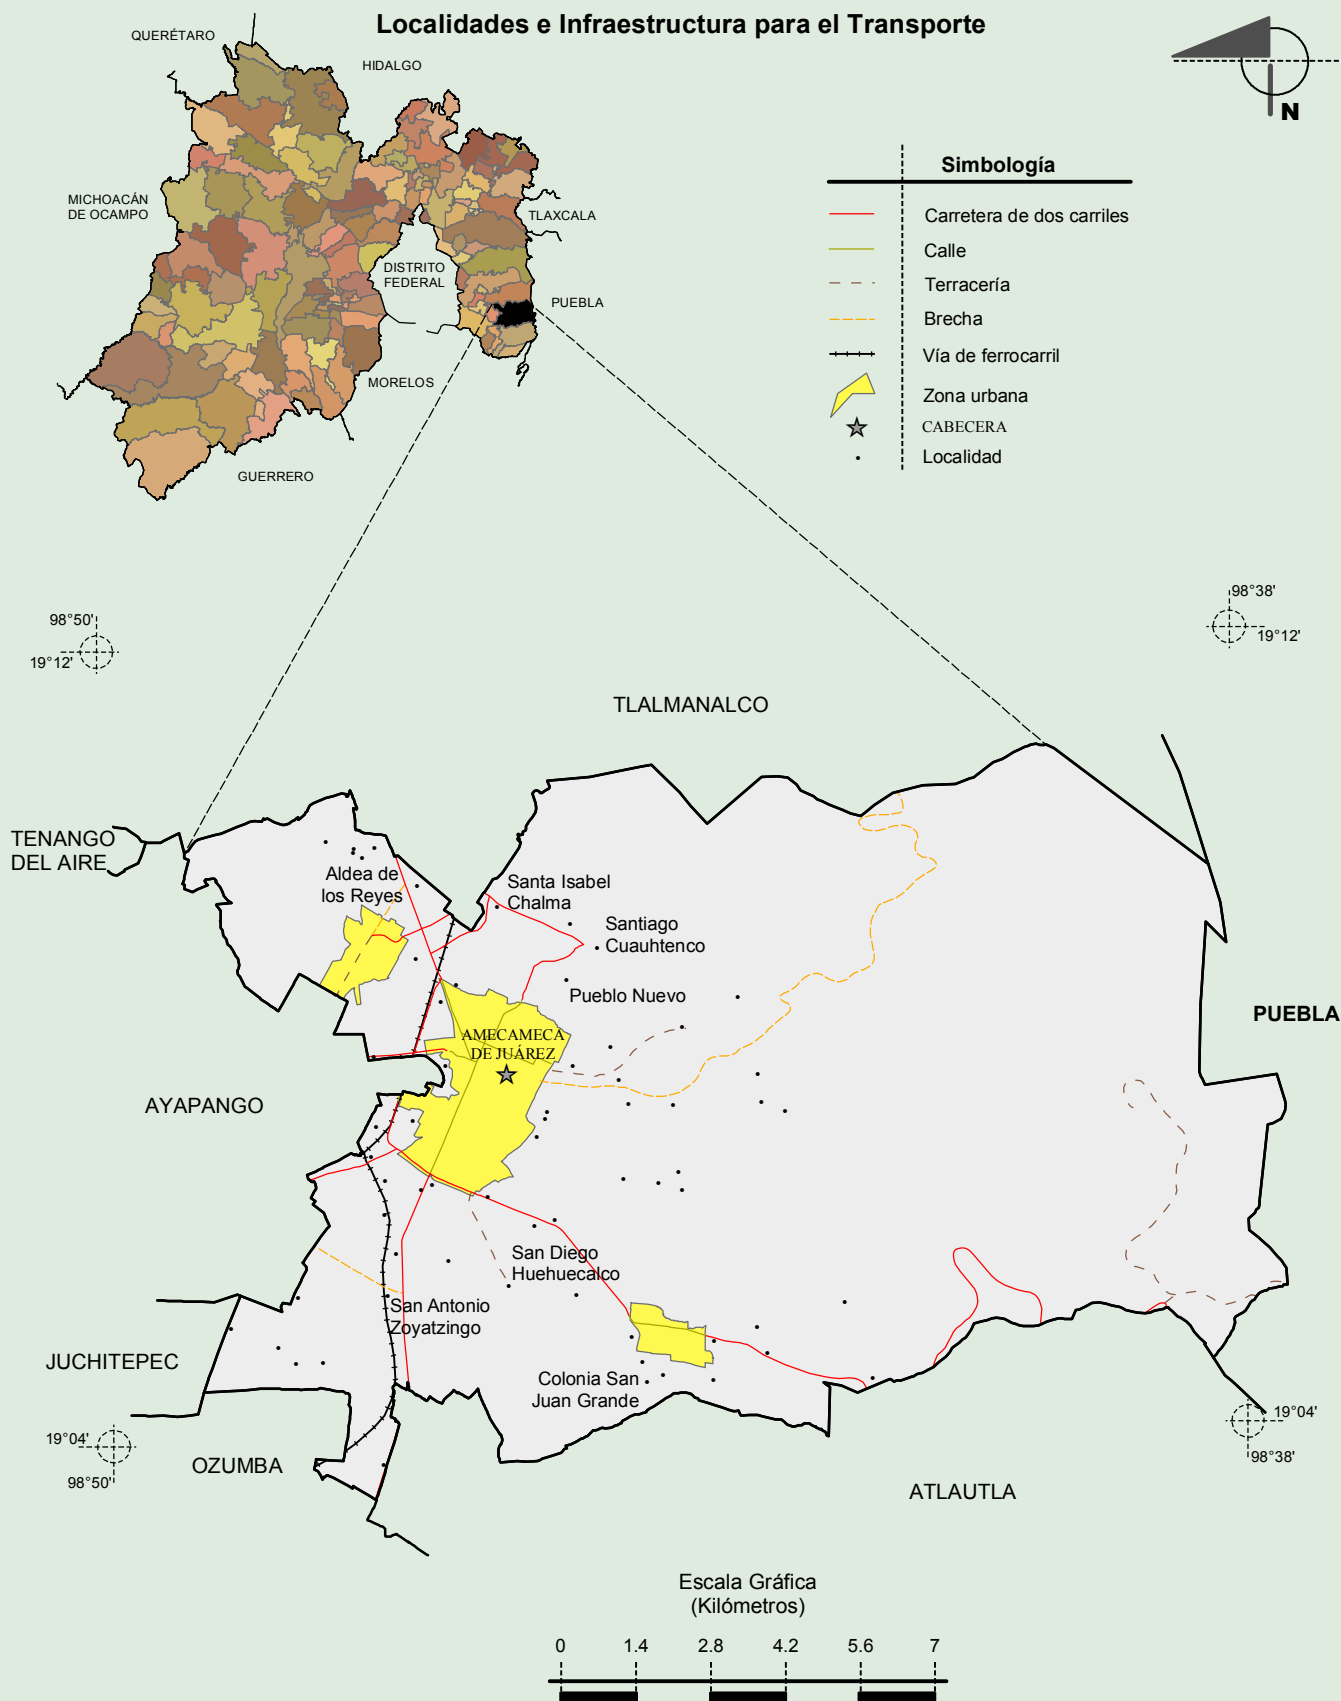 Localidades e Infraestructura para el Transporte
QUERÉTARO
HIDALGO
N
MICHOACÁN
DE OCAMPO
TLAXCALA
DISTRITO
FEDERAL
PUEBLA
MORELOS
GUERRERO
Simbología
Carretera de dos carriles
Calle
Terracería
Brecha
Vía de ferrocarril
Zona urbana
CABECERA
Localidad
98°50'
19°12'
98°38'
19°12'
TLALMANALCO
TENANGO
DEL AIRE
Aldea de
los Reyes
Santa Isabel
Chalma
Santiago
Cuauhtenco
Pueblo Nuevo
PUEBLA
AMECAMECA
DE JUÁREZ
AYAPANGO
San Diego
Huehuecalco
San Antonio
Zoyatzingo
JUCHITEPEC
Colonia San
Juan Grande
19°04'
98°50'
19°04'
98°38'
OZUMBA
ATLAUTLA
Escala Gráfica
(Kilómetros)
0 1.4 2.8 4.2 5.6 7